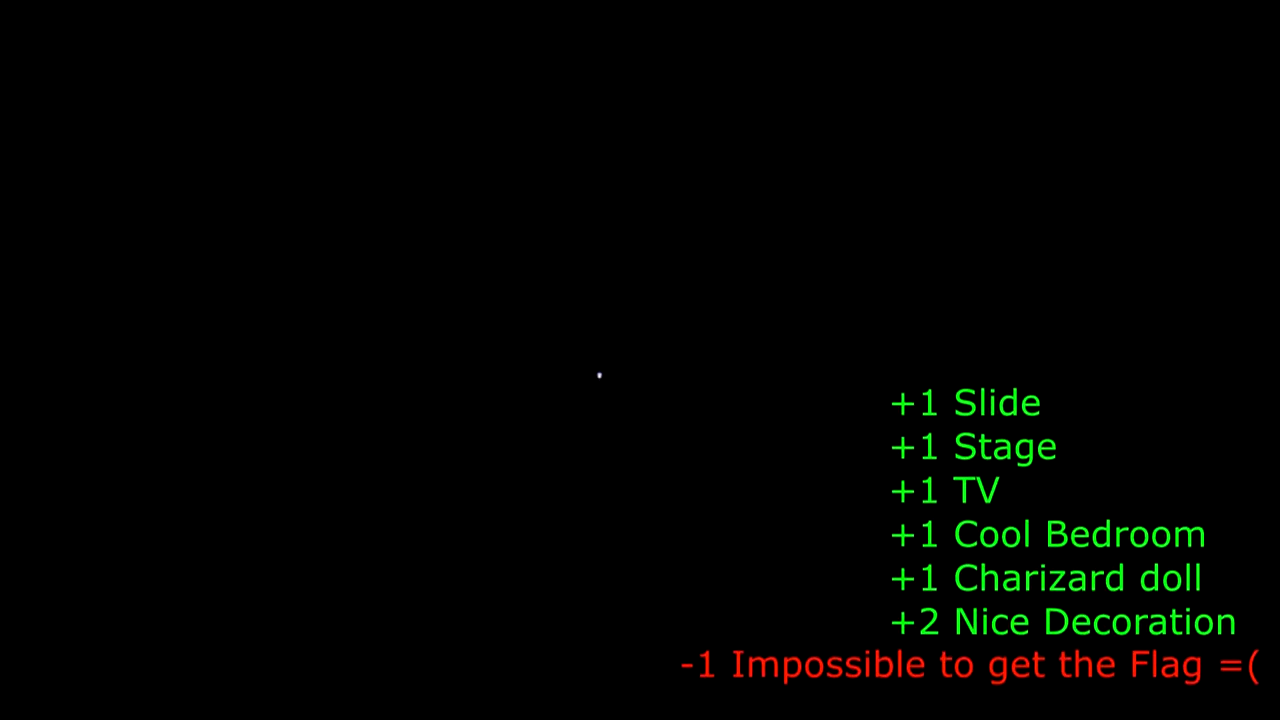 +1 Slide
+1 Stage
+1 TV
+1 Cool Bedroom
+1 Charizard doll
+2 Nice Decoration
-1 Impossible to get the Flag =(